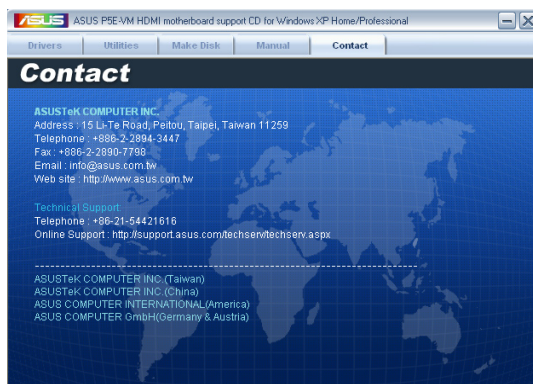 ASUS ASUS P5E-VM HDMI motherboard support CD for Windows XP Home/Professional
Drivers Utilities Make Disk Manual Contact
Contact
ASUSTeK COMPUTER INC.
Address : 15 Li-Te Road, Peitou, Taipei, Taiwan 11259
Telephone : +886-2-2894-3447
Fax : +886-2-2890-7798
Email : info@asus.com.tw
Web site : http://www.asus.com.tw
Technical Support
Telephone : +86-21-54421616
Online Support : http://support.asus.com/techserv/techserv.aspx
ASUSTeK COMPUTER INC.(Taiwan)
ASUSTeK COMPUTER INC.(China)
ASUS COMPUTER INTERNATIONAL(America)
ASUS COMPUTER GmbH(Germany & Austria)